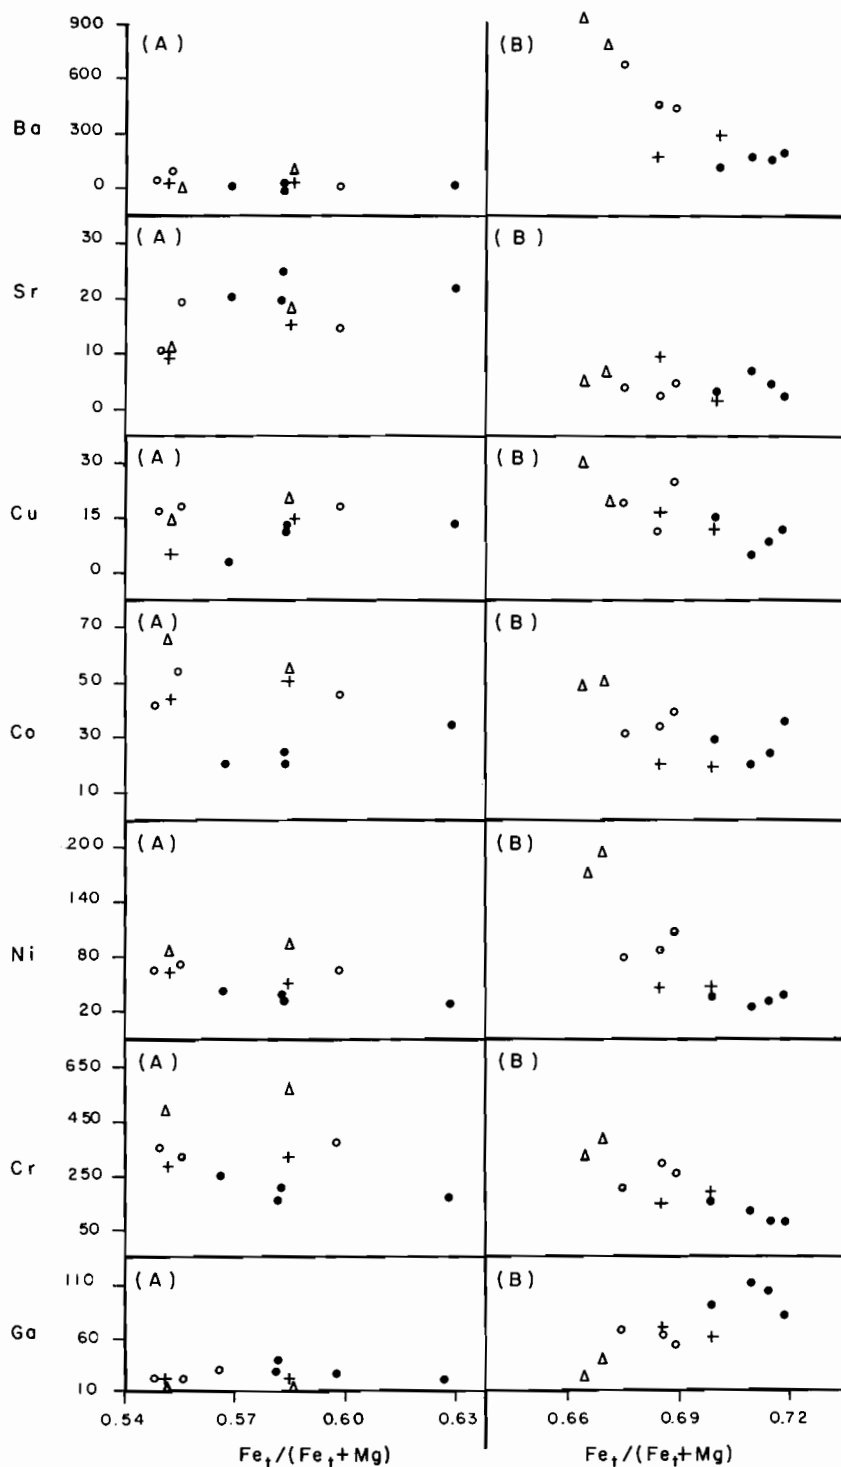 900 (A) (B)
600
Ba
300
0
(A) (B)
30
Sr
20
10
0
(A) (B)
30
Cu
15
0
(A) (B)
70
50
Co
30
10
(A) (B)
200
140
Ni
80
20
(A) (B)
650
450
Cr
250
50
(A) (B)
110
Ga
60
10
0.54 0.57 0.60 0.63 0.66 0.69 0.72
Fet/(Fet+Mg) Fet/(Fet+Mg)